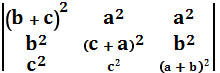 |(b + c)² a² a²|
|b² (c + a)² b²|
|c² c² (a + b)²|